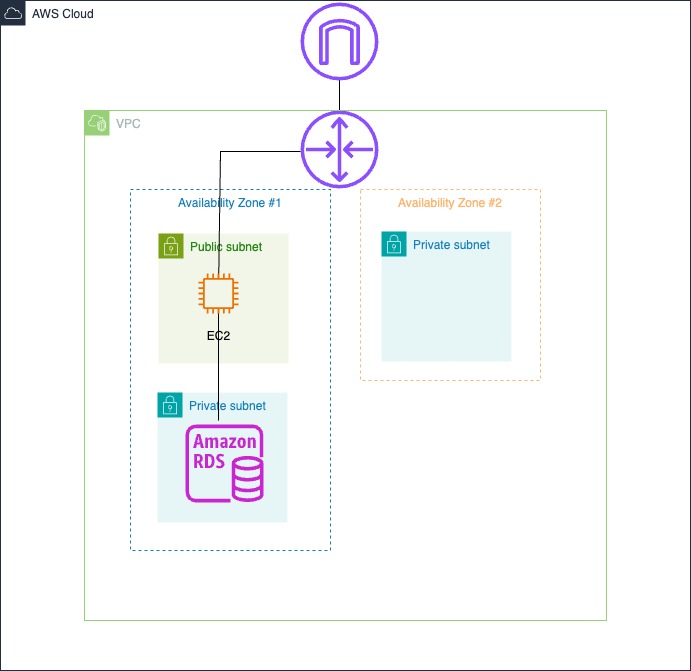 AWS Cloud
VPC
Availability Zone #1
Availability Zone #2
Public subnet
Private subnet
EC2
Private subnet
Amazon
RDS